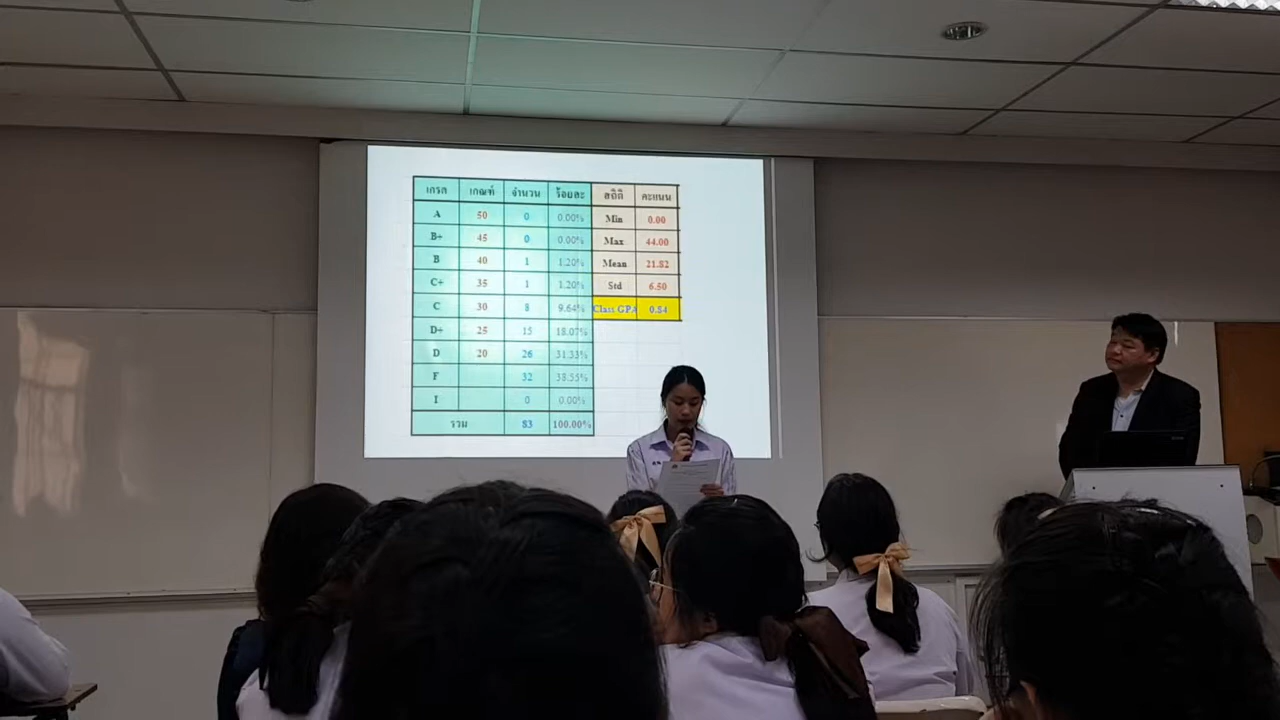 เกรด เกณฑ์ จำนวน ร้อยละ สถิติ คะแนน
A 50 0 0.00% Min 0.00
B+ 45 0 0.00% Max 44.00
B 40 1 1.20% Mean 21.82
C+ 35 1 1.20% Std 6.50
C 30 8 9.64% Class GPA 0.84
D+ 25 15 18.07%
D 20 26 31.33%
F 32 38.55%
I 0 0.00%
รวม 83 100.00%